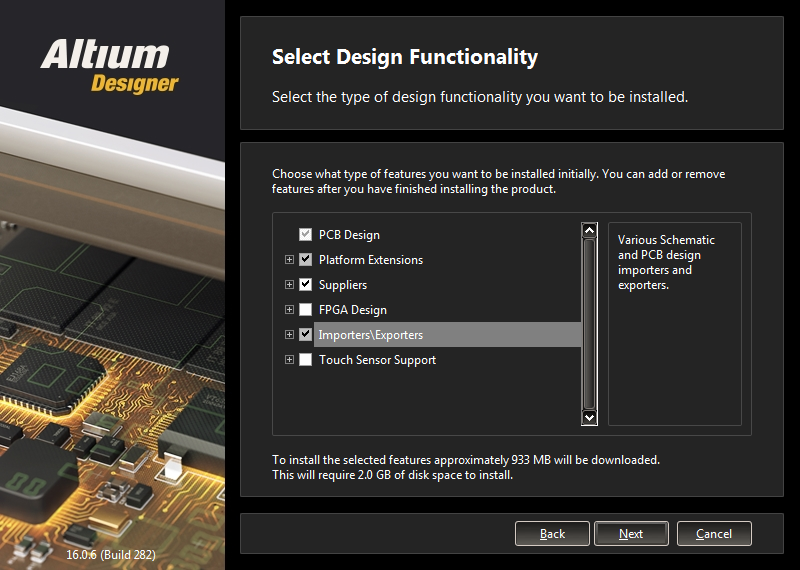 Altium
Designer
Select Design Functionality
Select the type of design functionality you want to be installed.
Choose what type of features you want to be installed initially. You can add or remove
features after you have finished installing the product.
PCB Design
Platform Extensions
Suppliers
FPGA Design
Importers\Exporters
Touch Sensor Support
Various Schematic
and PCB design
importers and
exporters.
To install the selected features approximately 933 MB will be downloaded.
This will require 2.0 GB of disk space to install.
16.0.6 (Build 282)
Back
Next
Cancel